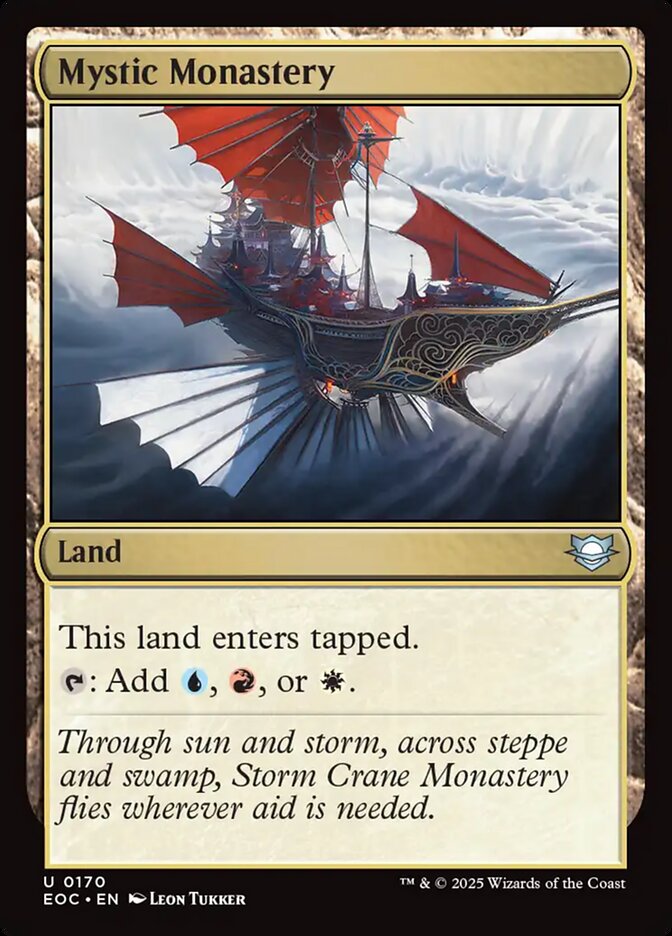 Mystic Monastery
Land
This land enters tapped.
: Add , , or .
Through sun and storm, across steppe
and swamp, Storm Crane Monastery
flies wherever aid is needed.
U 0170
EOC • EN Leon Tukker
™ & © 2025 Wizards of the Coast